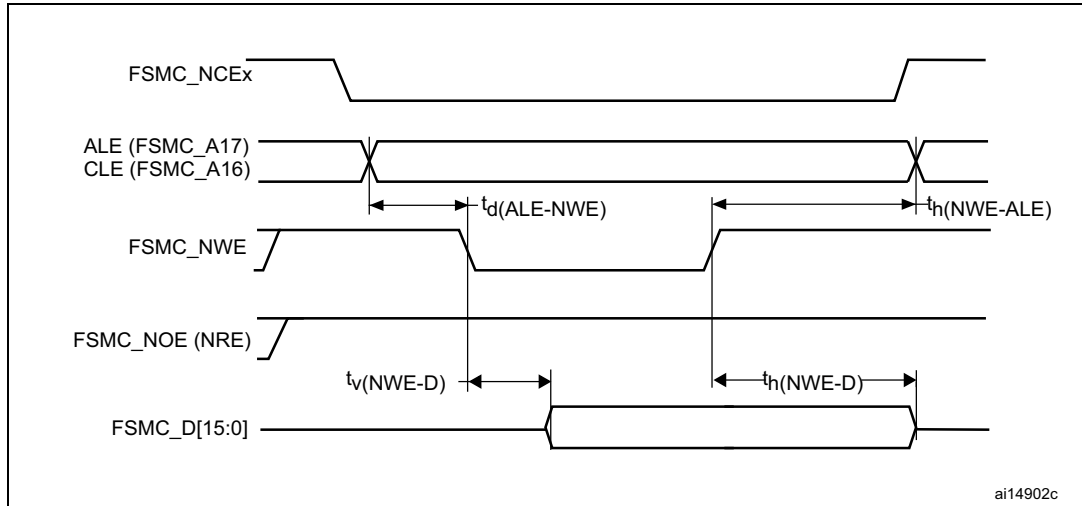 FSMC_NCEx
ALE (FSMC_A17)
CLE (FSMC_A16)
td(ALE-NWE)
th(NWE-ALE)
FSMC_NWE
FSMC_NOE (NRE)
tv(NWE-D)
th(NWE-D)
FSMC_D[15:0]
ai14902c